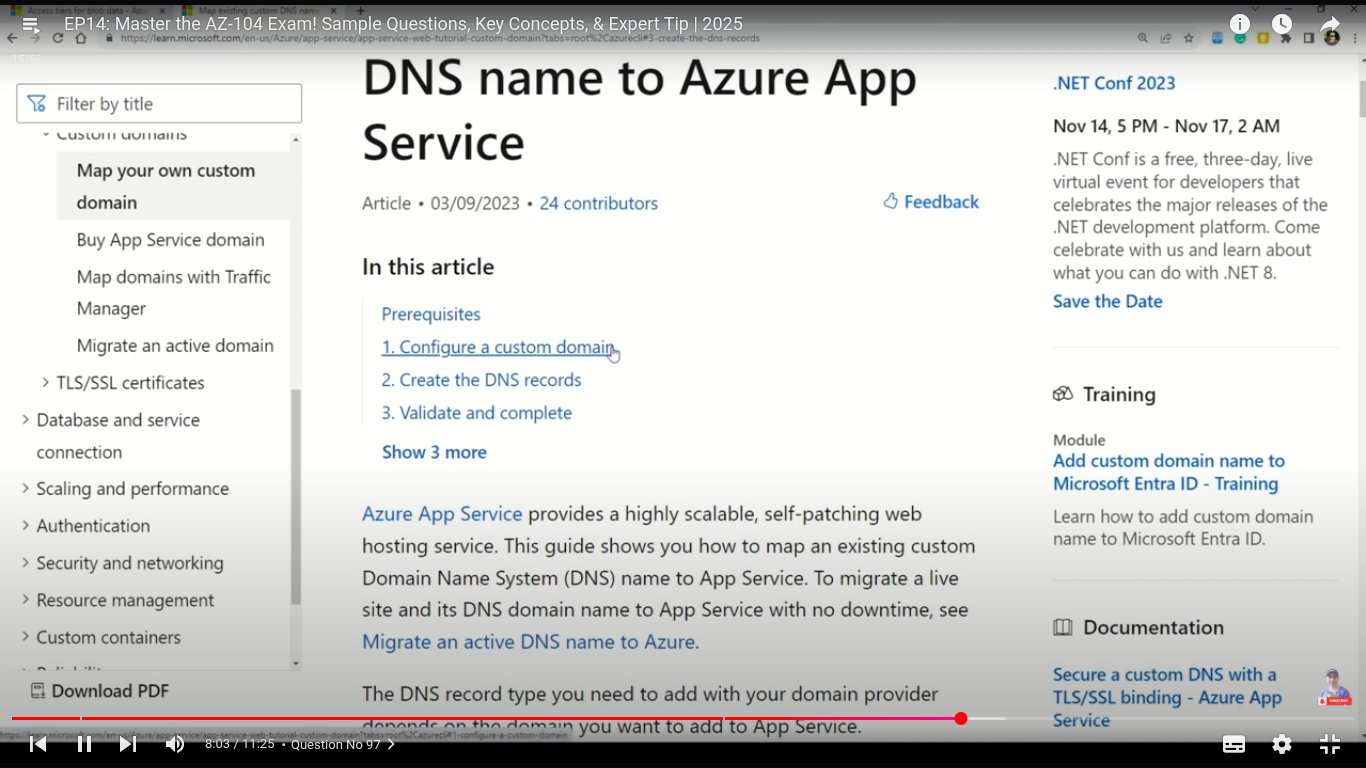 Access tiers for blob data - Az
Map existing custom DNS nam
EP14: Master the AZ-104 Exam! Sample Questions, Key Concepts, & Expert Tip | 2025
https://learn.microsoft.com/en-us/Azure/app-service/app-service-web-tutorial-custom-domain?tabs=root%2Cazurecli#3-create-the-dns-records
DNS name to Azure App
Service
Filter by title
Custom domains
Map your own custom
domain
Buy App Service domain
Map domains with Traffic
Manager
Migrate an active domain
TLS/SSL certificates
Database and service
connection
Scaling and performance
Authentication
Security and networking
Resource management
Custom containers
Download PDF
Article • 03/09/2023 • 24 contributors
Feedback
In this article
Prerequisites
1. Configure a custom domain
2. Create the DNS records
3. Validate and complete
Show 3 more
Azure App Service provides a highly scalable, self-patching web
hosting service. This guide shows you how to map an existing custom
Domain Name System (DNS) name to App Service. To migrate a live
site and its DNS domain name to App Service with no downtime, see
Migrate an active DNS name to Azure.
The DNS record type you need to add with your domain provider
depends on the domain you want to add to App Service.
.NET Conf 2023
Nov 14, 5 PM - Nov 17, 2 AM
.NET Conf is a free, three-day, live
virtual event for developers that
celebrates the major releases of the
.NET development platform. Come
celebrate with us and learn about
what you can do with .NET 8.
Save the Date
Training
Module
Add custom domain name to
Microsoft Entra ID - Training
Learn how to add custom domain
name to Microsoft Entra ID.
Documentation
Secure a custom DNS with a
TLS/SSL binding - Azure App
Service
https://learn.microsoft.com/en-us/Azure/app-service/app-service-web-tutorial-custom-domain?tabs=root%2Cazurecli#1-configure-a-custom-domain
8:03 / 11:25 • Question No 97